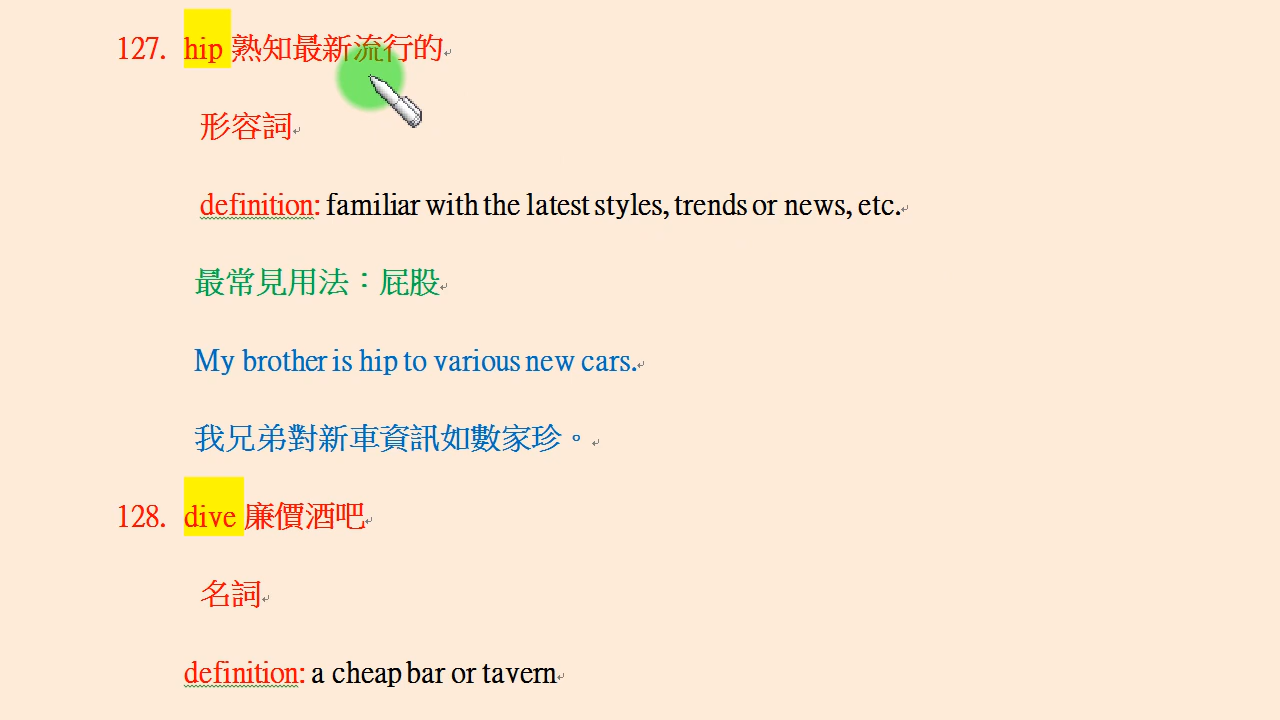 127. hip 熟知最新流行的
形容詞
definition: familiar with the latest styles, trends or news, etc.
最常見用法：屁股
My brother is hip to various new cars.
我兄弟對新車資訊如數家珍。
128. dive 廉價酒吧
名詞
definition: a cheap bar or tavern